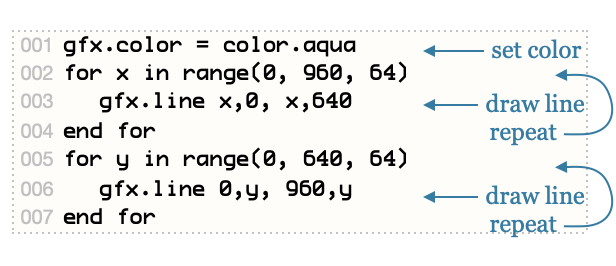 001 gfx.color = color.aqua set color
002 for x in range(0, 960, 64)
003 gfx.line x,0, x,640 draw line
004 end for repeat
005 for y in range(0, 640, 64)
006 gfx.line 0,y, 960,y draw line
007 end for repeat